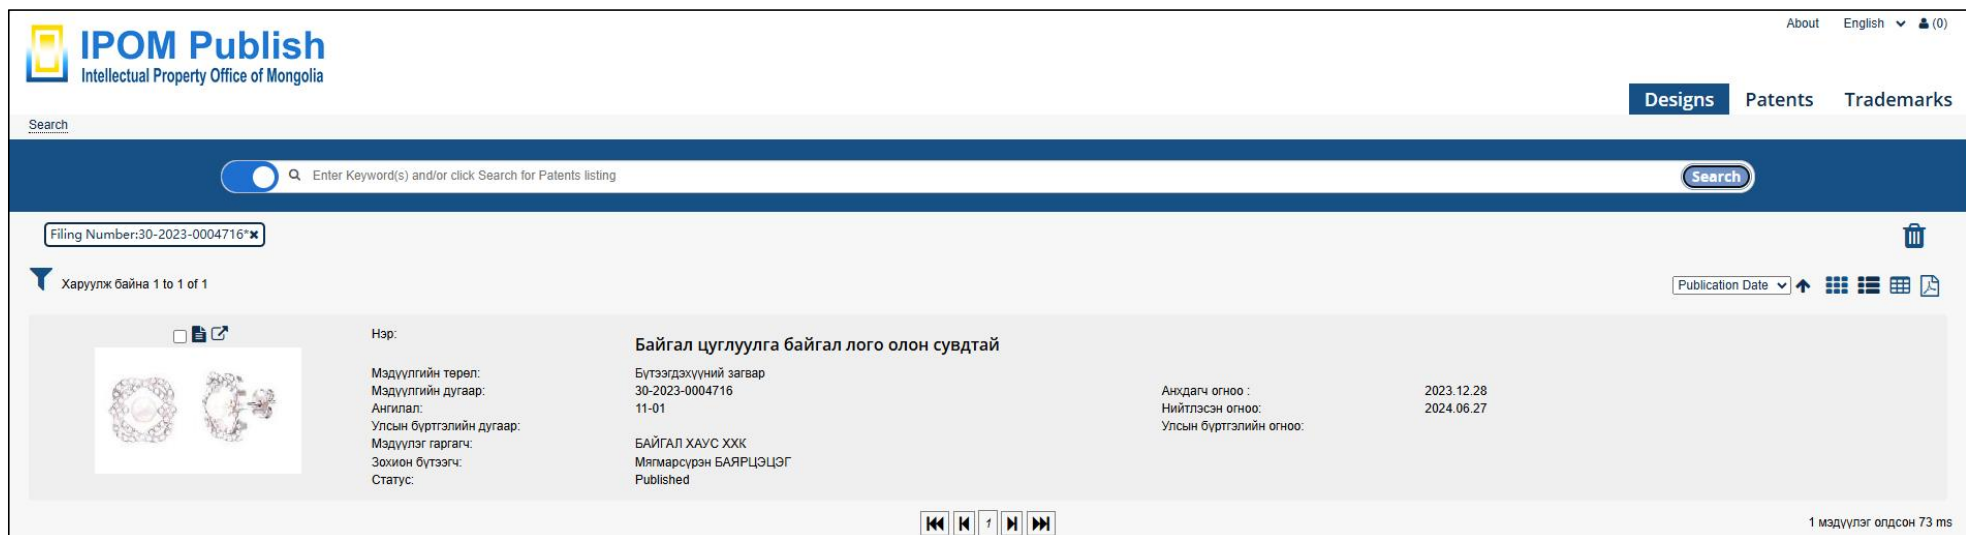 About English (0)
IPOM Publish
Intellectual Property Office of Mongolia
Designs Patents Trademarks
Search
Enter Keyword(s) and/or click Search for Patents listing Search
Filing Number:30-2023-0004716*
Харуулж байна 1 to 1 of 1
Publication Date
Нэр: Байгал цуглуулга байгал лого олон сувдтай
Мэдүүлгийн төрөл: Бүтээгдэхүүний загвар
Мэдүүлгийн дугаар: 30-2023-0004716 Анхдагч огноо : 2023.12.28
Ангилал: 11-01 Нийтлэсэн огноо: 2024.06.27
Улсын бүртгэлийн дугаар: Улсын бүртгэлийн огноо:
Мэдүүлэг гаргагч: БАЙГАЛ ХАУС ХХК
Зохион бүтээгч: Мягмарсүрэн БАЯРЦЭЦЭГ
Статус: Published
1
1 мэдүүлэг олдсон 73 ms